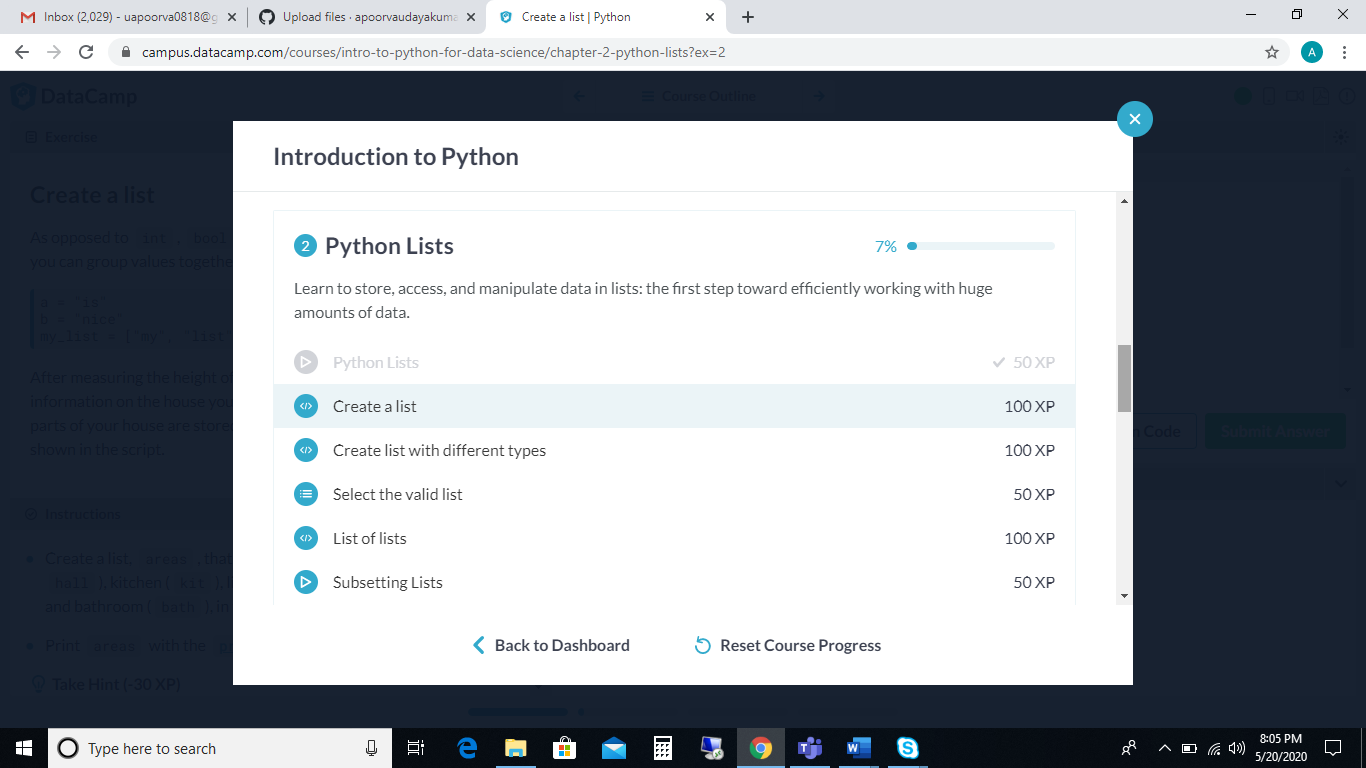 Inbox (2,029) - uapoorva0818@g
Upload files · apoorvaudayakuma
Create a list | Python
campus.datacamp.com/courses/intro-to-python-for-data-science/chapter-2-python-lists?ex=2
A
DataCamp
Course Outline
Exercise
Create a list
As opposed to int, bool
you can group values togethe
a = "is"
b = "nice"
my_list = ["my", "list"
After measuring the height of
information on the house you
parts of your house are store
shown in the script.
Instructions
Create a list, areas, that
hall), kitchen (kit), l
and bathroom (bath), in
Print areas with the
Take Hint (-30 XP)
n Code
Submit Answer
Introduction to Python
2 Python Lists
7%
Learn to store, access, and manipulate data in lists: the first step toward efficiently working with huge
amounts of data.
Python Lists 50 XP
Create a list 100 XP
Create list with different types 100 XP
Select the valid list 50 XP
List of lists 100 XP
Subsetting Lists 50 XP
Back to Dashboard
Reset Course Progress
Type here to search
8:05 PM
5/20/2020